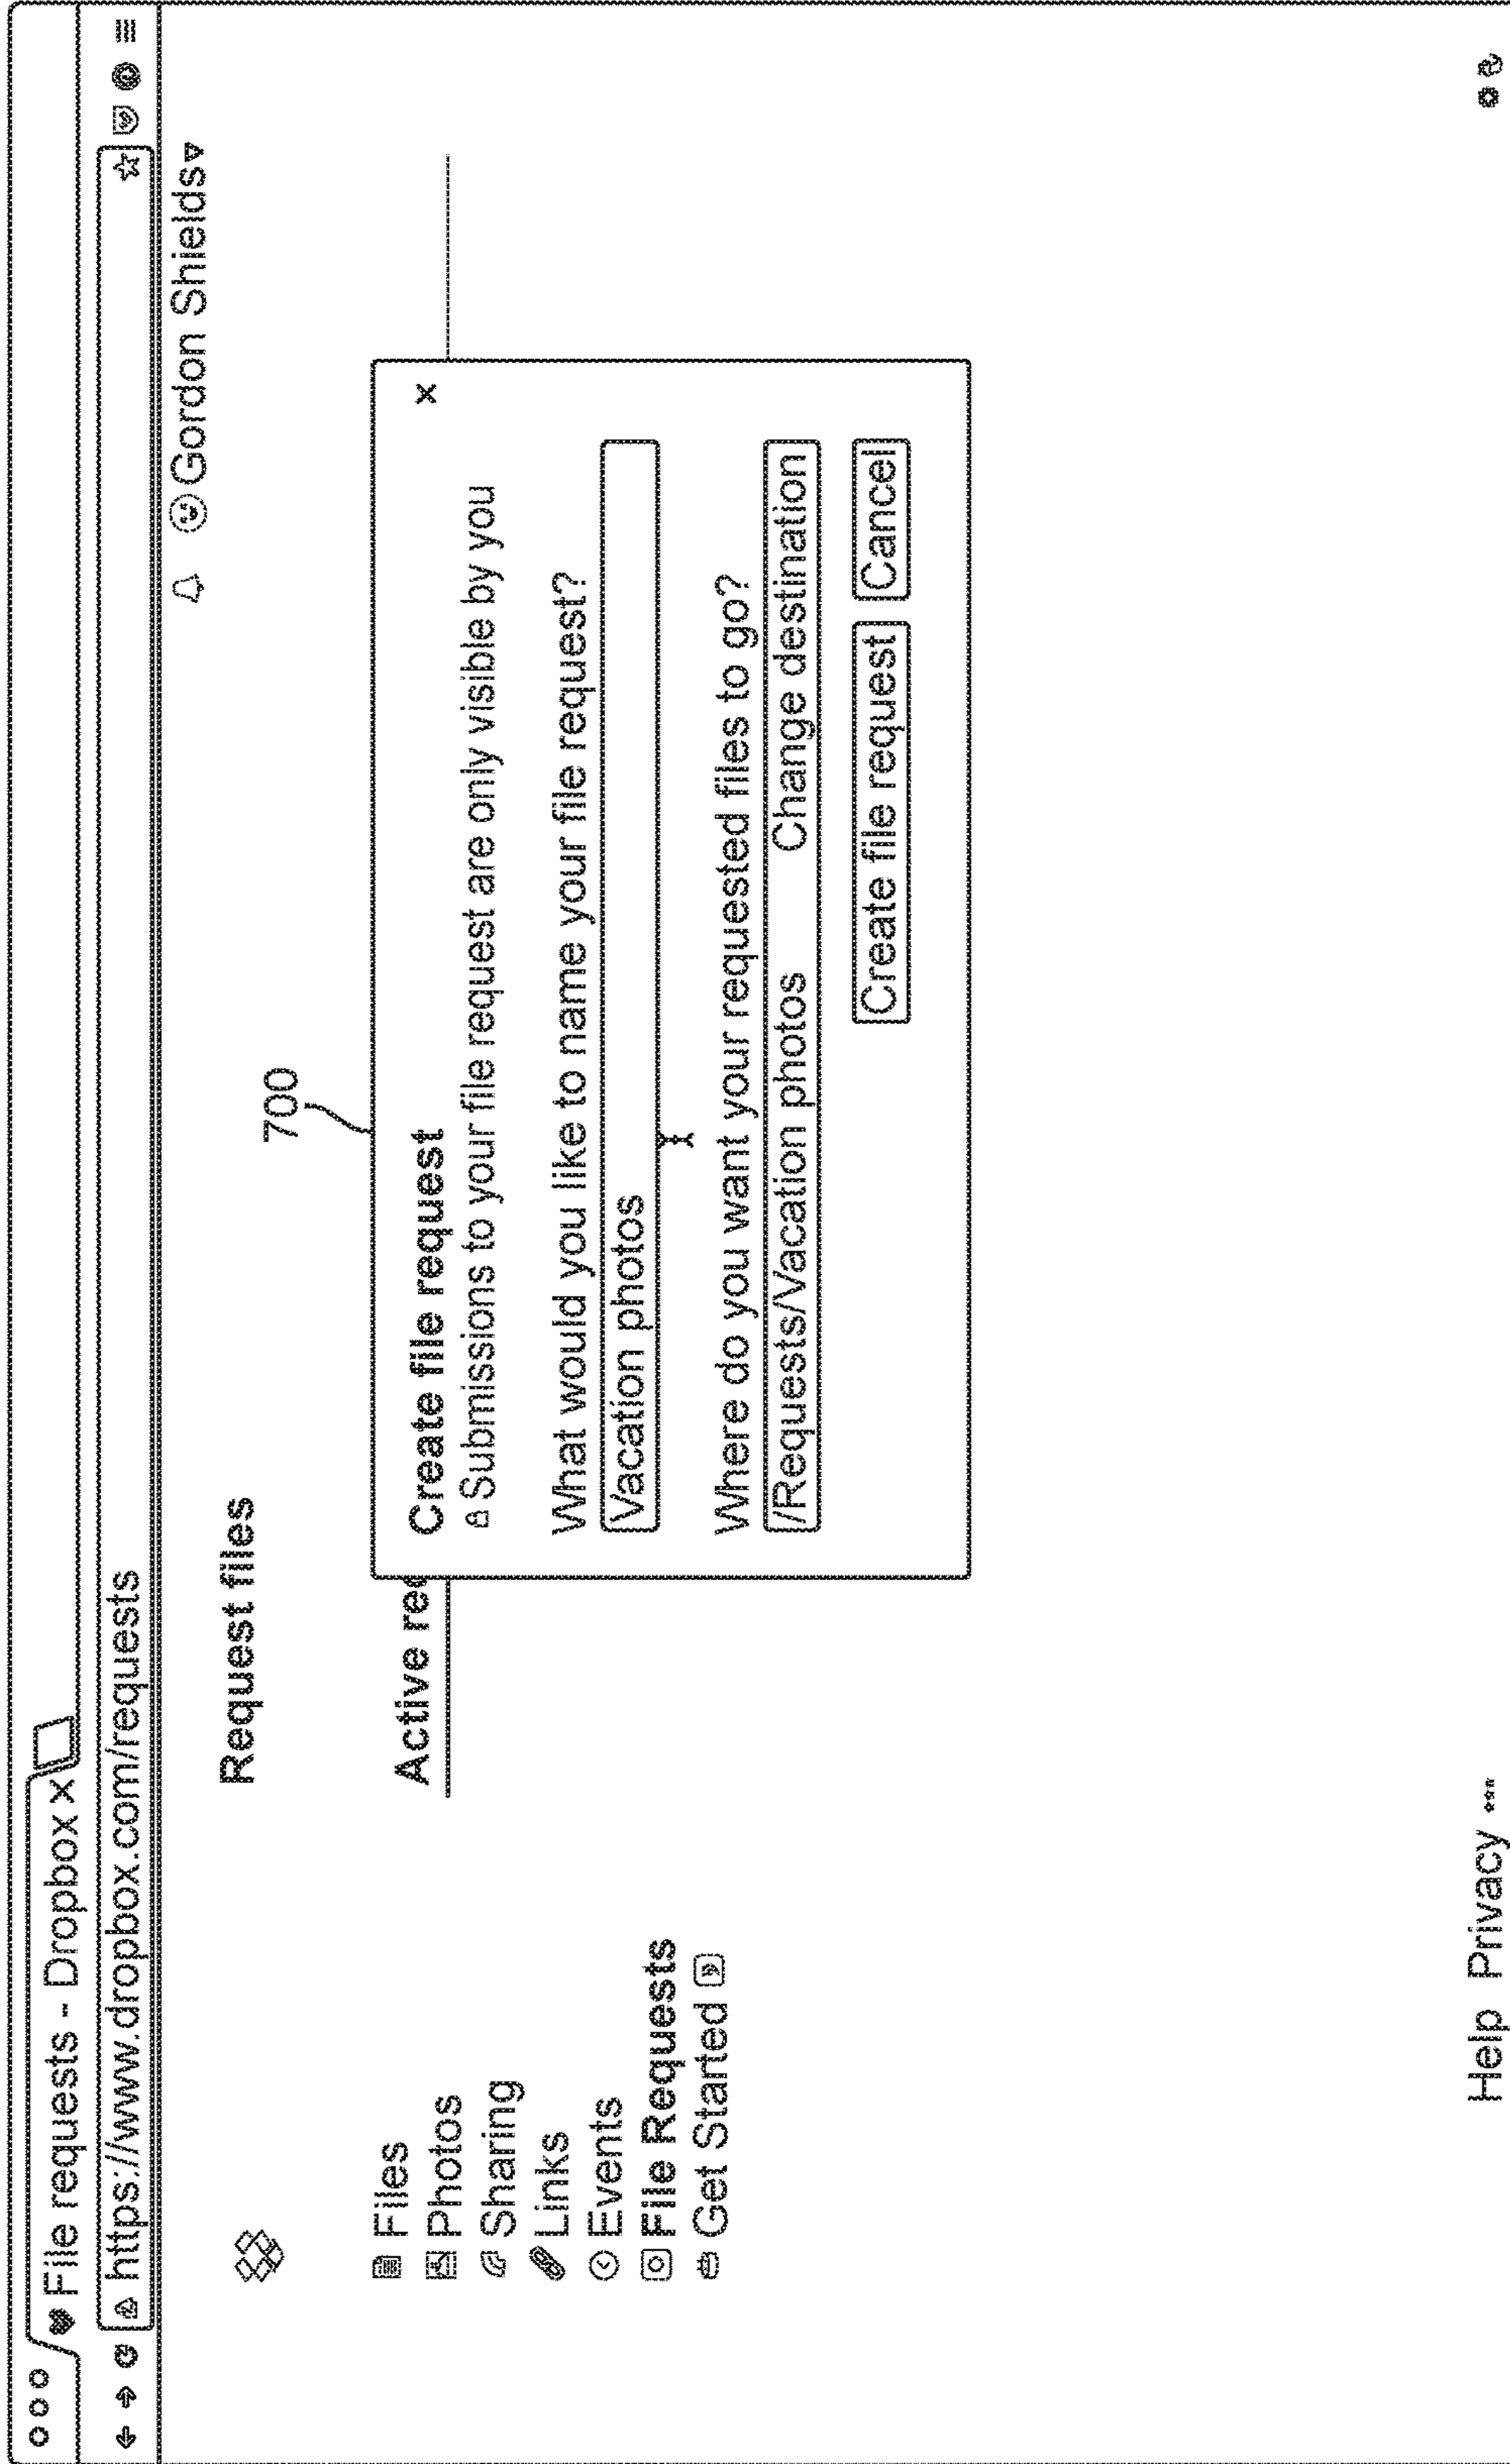 File requests - Dropbox X
https://www.dropbox.com/requests
Gordon Shields
Request files
700
Files
Photos
Sharing
Links
Events
File Requests
Get Started
Active rec
Create file request
x
Submissions to your file request are only visible by you
What would you like to name your file request?
Vacation photos
Where do you want your requested files to go?
/Requests/Vacation photos Change destination
Create file request Cancel
Help Privacy •••